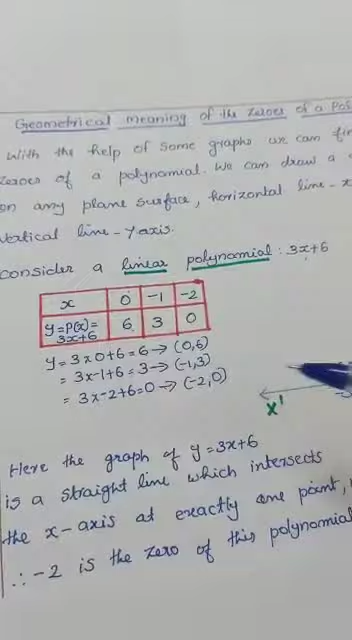 Geometrical meaning of the Zeroes of a
With the help of some graphs we can
zeroes of a polynomial. We can draw a
on any plane surface, horizontal line -
Vertical line - y axis.
Consider a linear polynomial : 3x+6
x 0 -1 -2
y=P(x)= 3x+6 6 3 0
y = 3x0+6 = 6 → (0,6)
= 3x-1+6 = 3 → (-1,3)
= 3x-2+6 = 0 → (-2,0)
X'
Here the graph of y = 3x+6
is a straight line which intersects
the x-axis at exactly one point,
∴ -2 is the zero of this polynomial